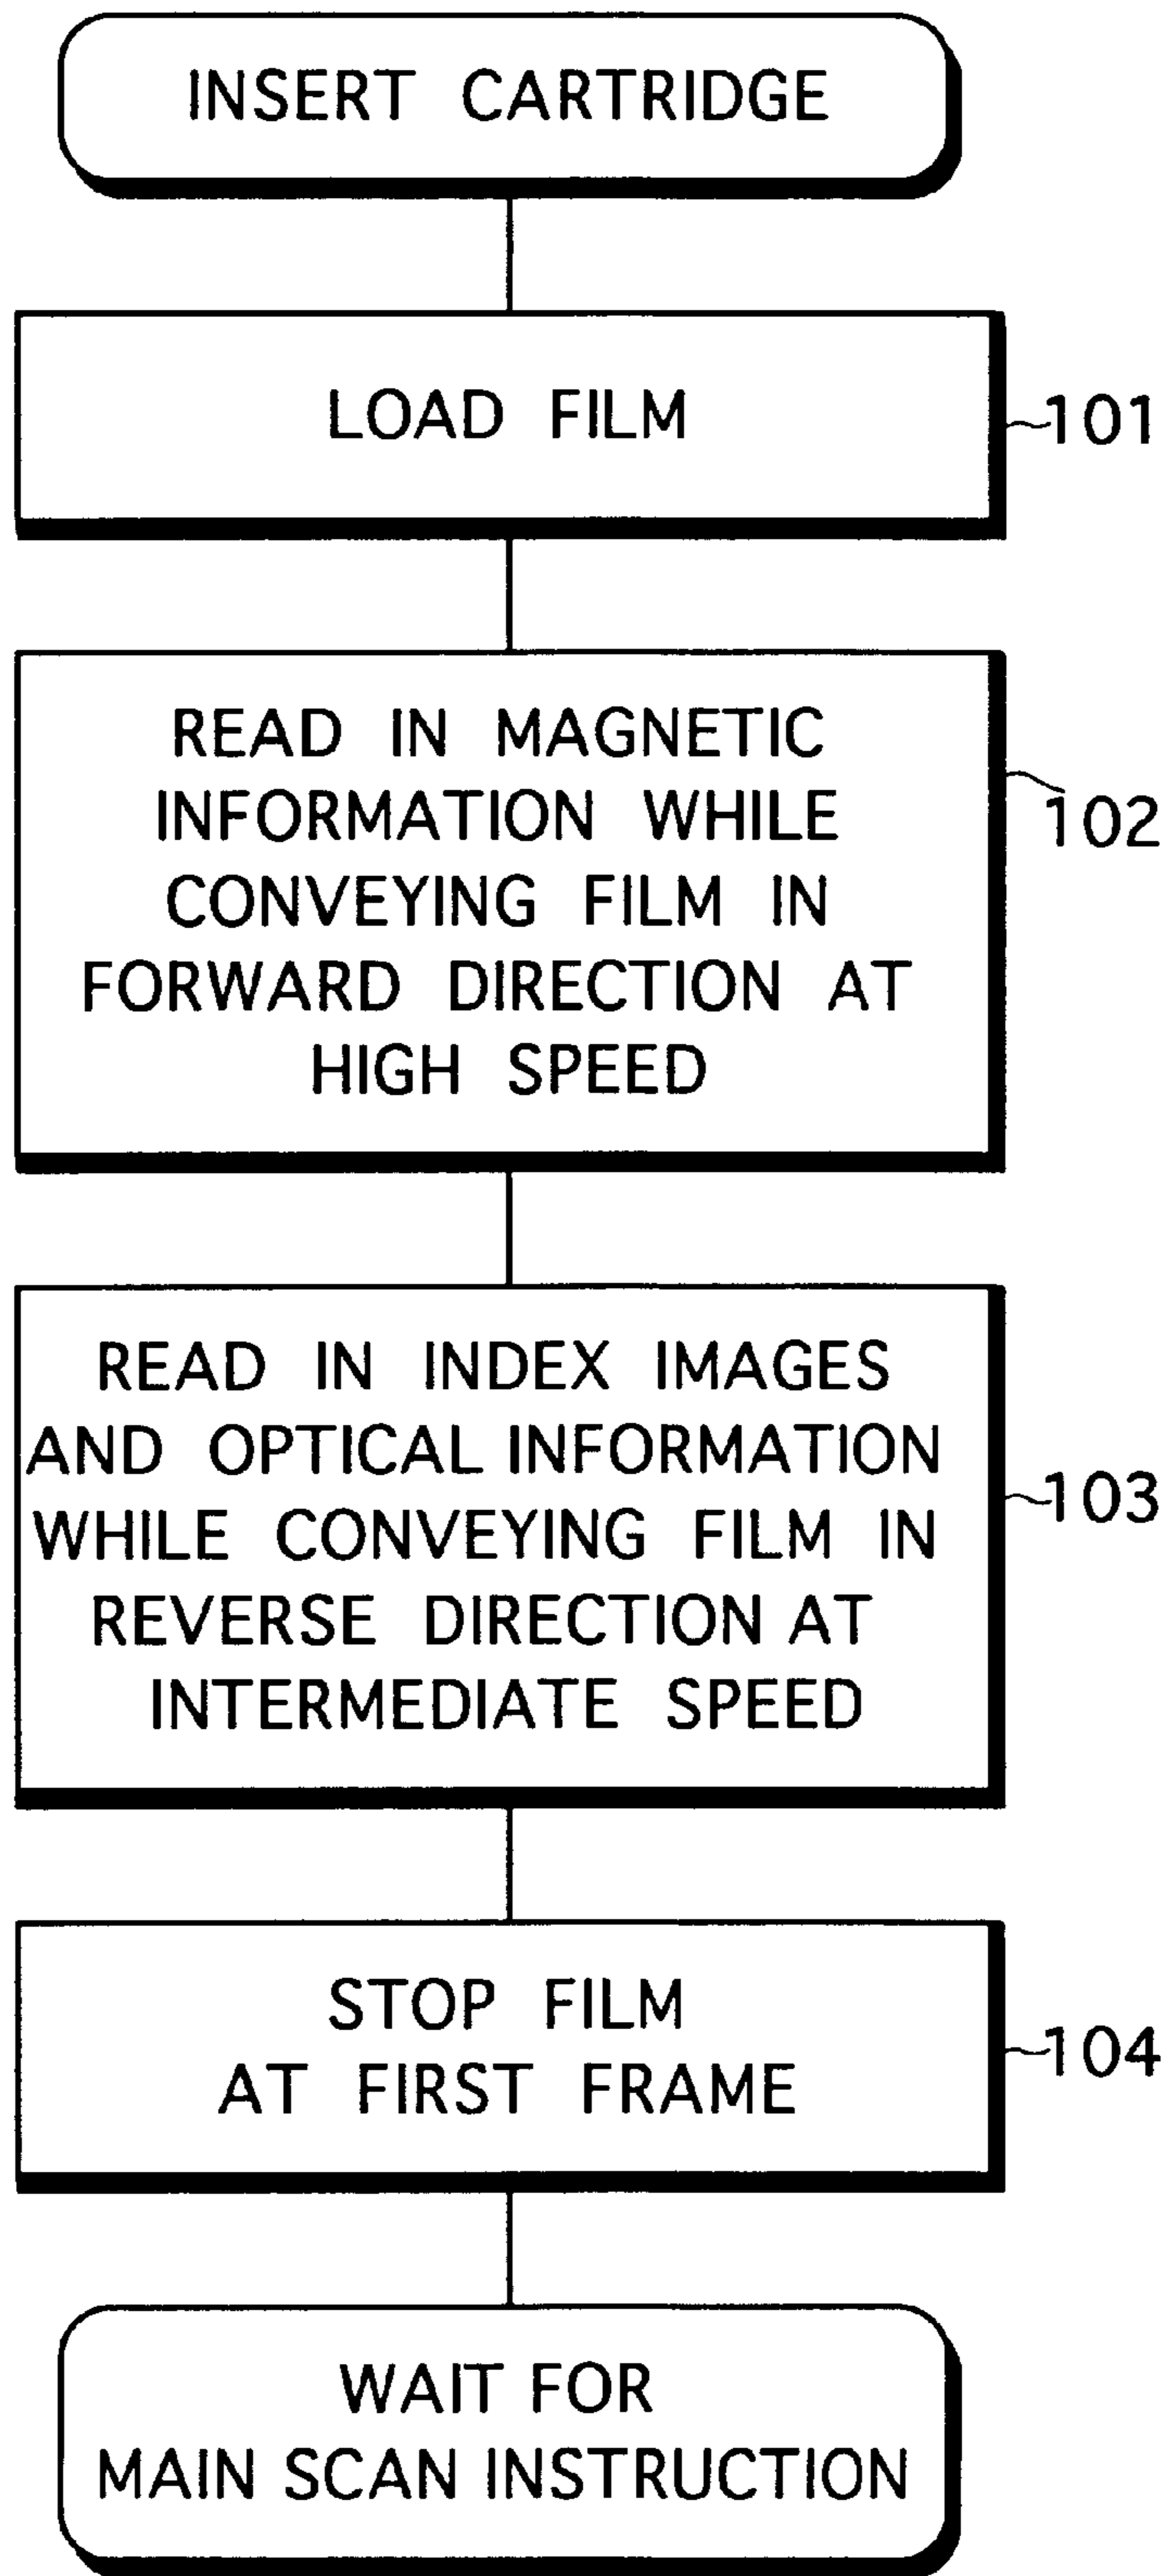 INSERT CARTRIDGE
LOAD FILM
101
READ IN MAGNETIC
INFORMATION WHILE
CONVEYING FILM IN
FORWARD DIRECTION AT
HIGH SPEED
102
READ IN INDEX IMAGES
AND OPTICAL INFORMATION
WHILE CONVEYING FILM IN
REVERSE DIRECTION AT
INTERMEDIATE SPEED
103
STOP FILM
AT FIRST FRAME
104
WAIT FOR
MAIN SCAN INSTRUCTION